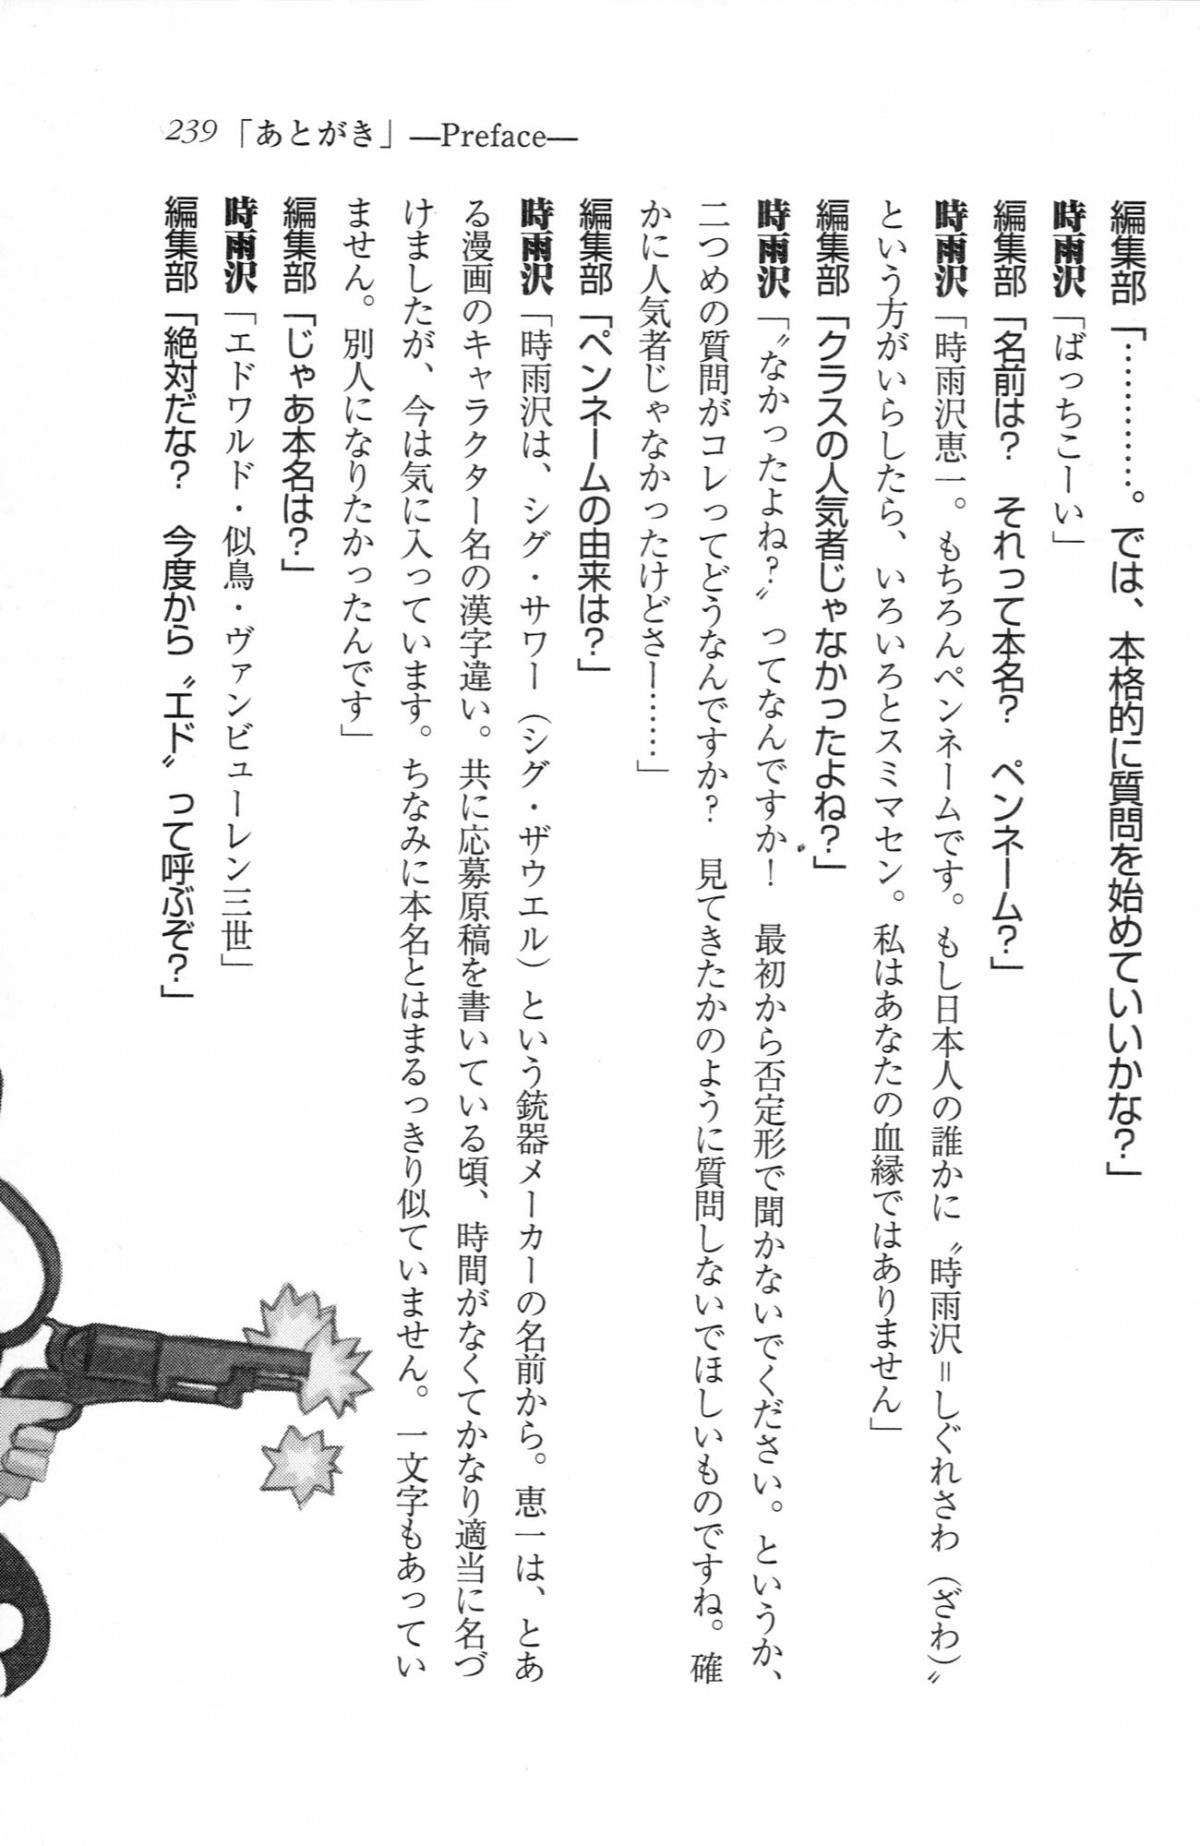 239「あとがき」―Preface―
編集部「…………。では、本格的に質問を始めていいかな?」
時雨沢「ばっちこーい」
編集部「名前は? それって本名? ペンネーム?」
時雨沢「時雨沢恵一。もちろんペンネームです。もし日本人の誰かに〝時雨沢=しぐれさわ(ざわ)〟
という方がいらしたら、いろいろとスミマセン。私はあなたの血縁ではありません」
編集部「クラスの人気者じゃなかったよね?」
時雨沢「〝なかったよね?〟ってなんですか! 最初から否定形で聞かないでください。というか、
二つめの質問がコレってどうなんですか? 見てきたかのように質問しないでほしいものですね。確
かに人気者じゃなかったけどさー……」
編集部「ペンネームの由来は?」
時雨沢「時雨沢は、シグ・サワー(シグ・ザウエル)という銃器メーカーの名前から。恵一は、とあ
る漫画のキャラクター名の漢字違い。共に応募原稿を書いている頃、時間がなくてかなり適当に名づ
けましたが、今は気に入っています。ちなみに本名とはまるっきり似ていません。一文字もあってい
ません。別人になりたかったんです」
編集部「じゃあ本名は?」
時雨沢「エドワルド・似鳥・ヴァンビューレン三世」
編集部「絶対だな? 今度から〝エド〟って呼ぶぞ?」